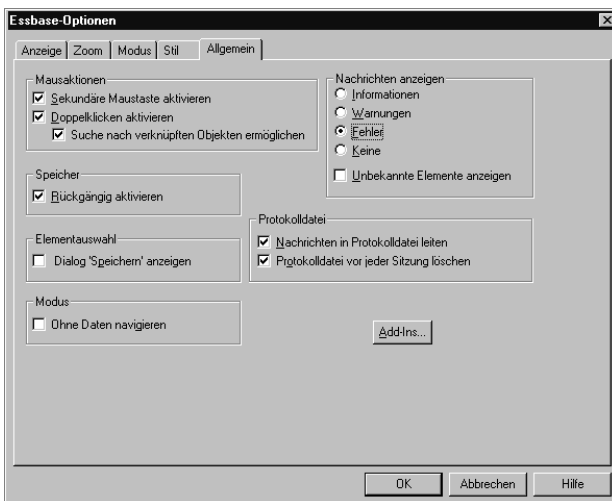 Essbase-Optionen
Anzeige Zoom Modus Stil Allgemein
Mausaktionen
Sekundäre Maustaste aktivieren
Doppelklicken aktivieren
Suche nach verknüpften Objekten ermöglichen
Nachrichten anzeigen
Informationen
Warnungen
Fehler
Keine
Unbekannte Elemente anzeigen
Speicher
Rückgängig aktivieren
Protokolldatei
Nachrichten in Protokolldatei leiten
Protokolldatei vor jeder Sitzung löschen
Elementauswahl
Dialog 'Speichern' anzeigen
Modus
Ohne Daten navigieren
Add-Ins...
OK Abbrechen Hilfe